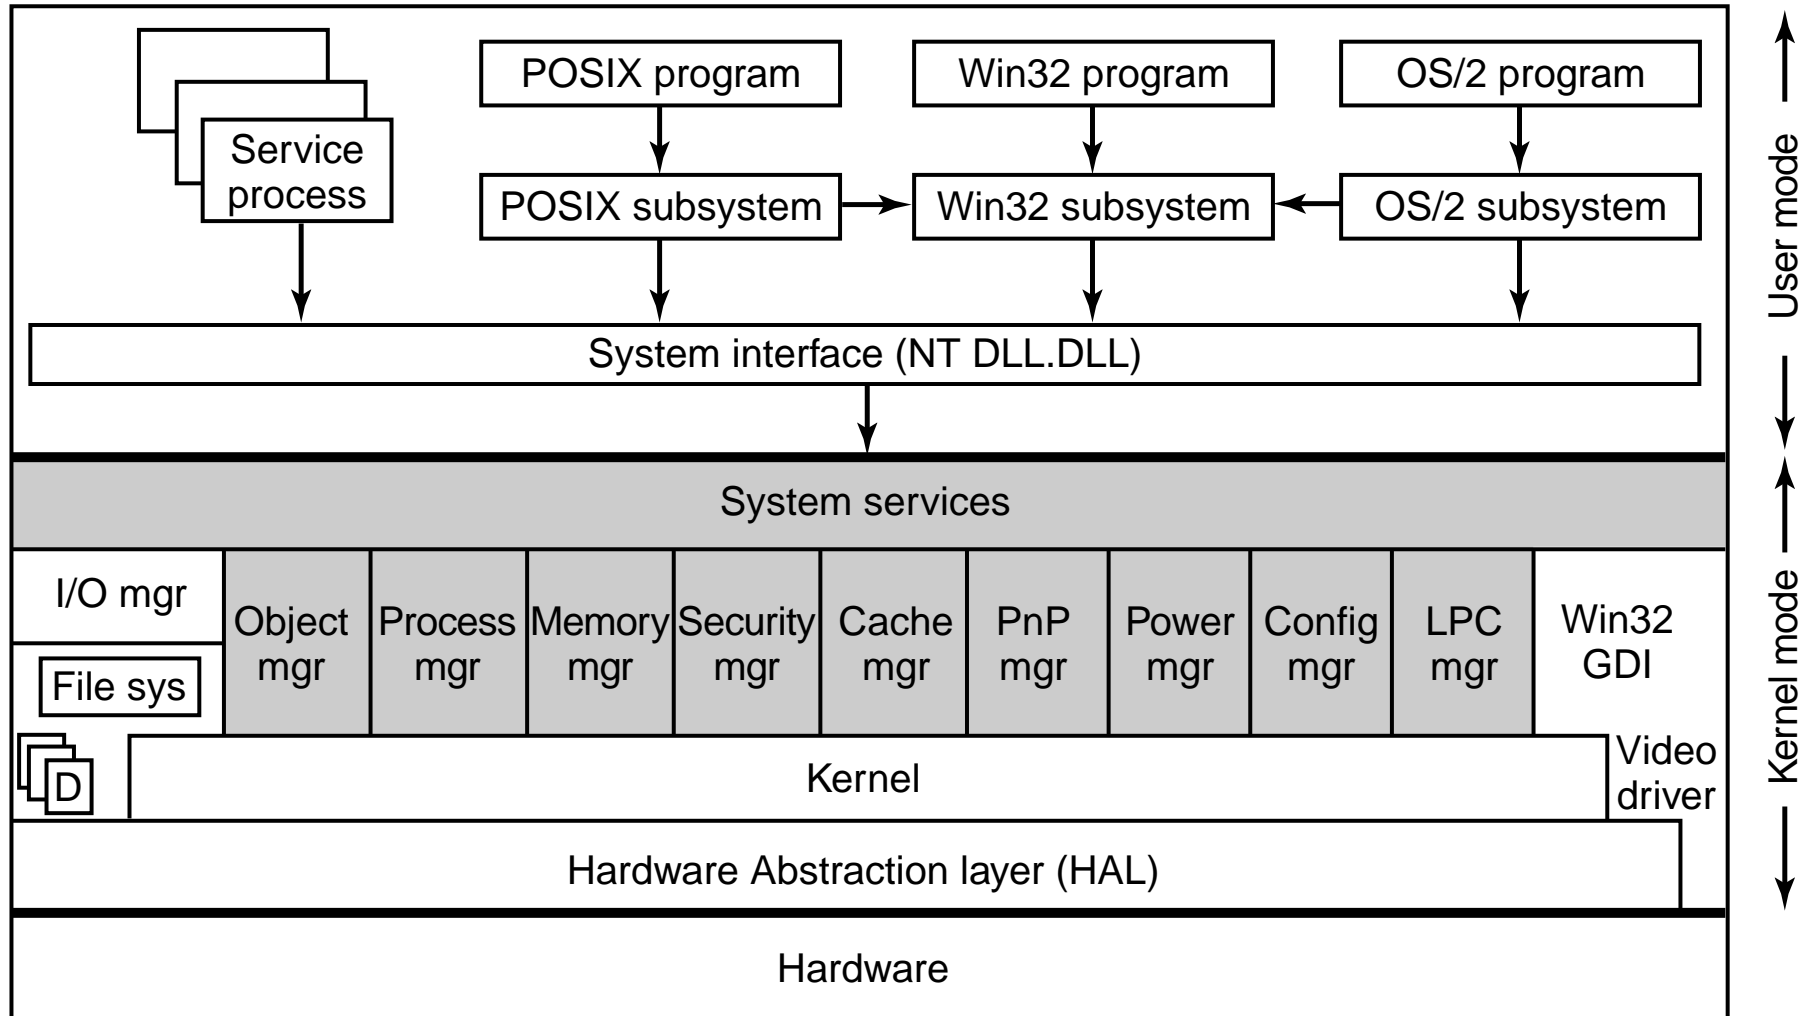 POSIX program
Win32 program
OS/2 program
Service
process
POSIX subsystem
Win32 subsystem
OS/2 subsystem
User mode
System interface (NT DLL.DLL)
System services
I/O mgr
File sys
D
Object
mgr
Process
mgr
Memory
mgr
Security
mgr
Cache
mgr
PnP
mgr
Power
mgr
Config
mgr
LPC
mgr
Win32
GDI
Kernel mode
Kernel
Video
driver
Hardware Abstraction layer (HAL)
Hardware